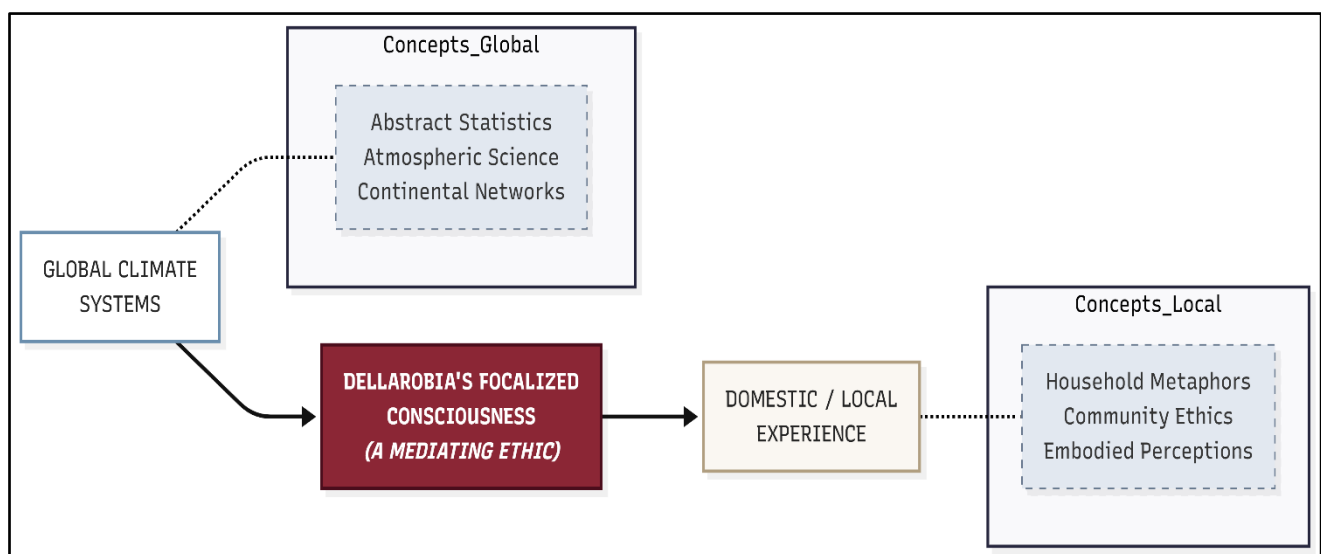 Concepts_Global
Abstract Statistics
Atmospheric Science
Continental Networks
GLOBAL CLIMATE
SYSTEMS
DELLAROBIA'S FOCALIZED
CONSCIOUSNESS
(A MEDIATING ETHIC)
DOMESTIC / LOCAL
EXPERIENCE
Concepts_Local
Household Metaphors
Community Ethics
Embodied Perceptions